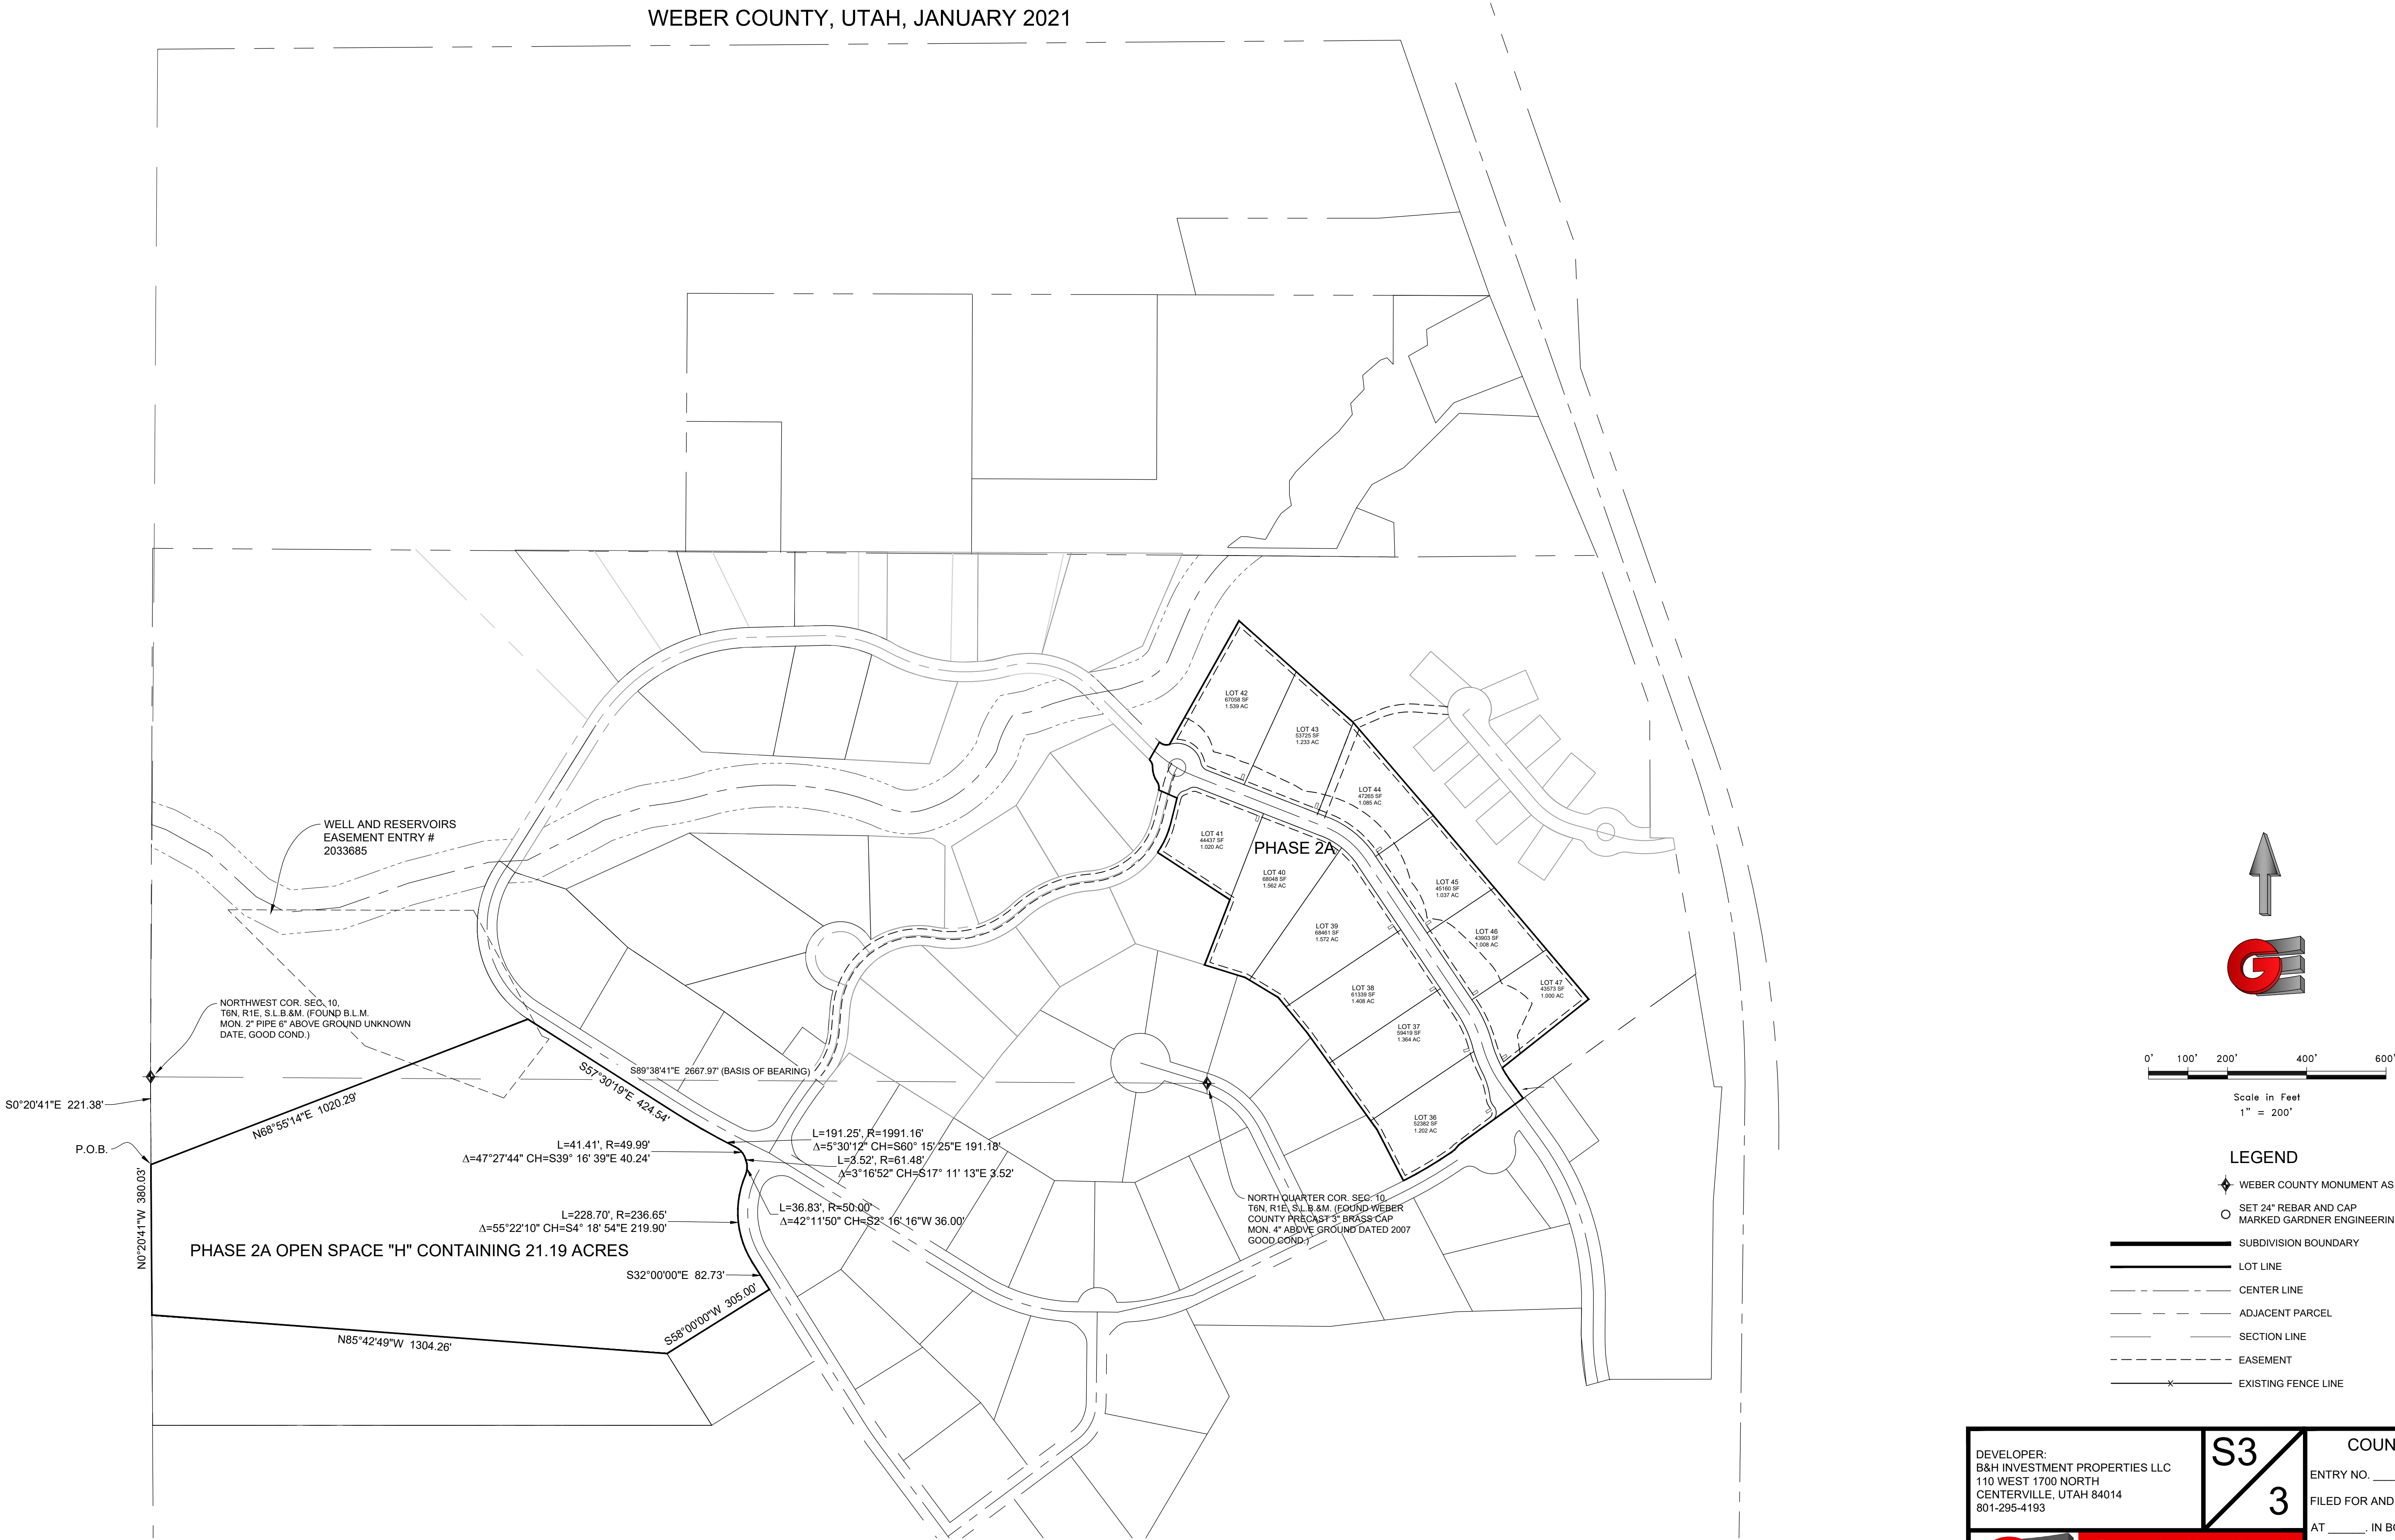 WEBER COUNTY, UTAH, JANUARY 2021
LOT 42
67058 SF
1.539 AC
LOT 43
53725 SF
1.233 AC
LOT 44
47265 SF
1.085 AC
LOT 41
44437 SF
1.020 AC
PHASE 2A
LOT 40
68048 SF
1.562 AC
LOT 45
45160 SF
1.037 AC
LOT 39
68461 SF
1.572 AC
LOT 46
43903 SF
1.008 AC
LOT 38
61339 SF
1.408 AC
LOT 47
43573 SF
1.000 AC
LOT 37
59419 SF
1.364 AC
LOT 36
52382 SF
1.202 AC
WELL AND RESERVOIRS
EASEMENT ENTRY #
2033685
NORTHWEST COR. SEC. 10,
T6N, R1E, S.L.B.&M. (FOUND B.L.M.
MON. 2" PIPE 6" ABOVE GROUND UNKNOWN
DATE, GOOD COND.)
S89°38'41"E 2667.97' (BASIS OF BEARING)
S0°20'41"E 221.38'
N68°55'14"E 1020.29'
S57°30'19"E 424.54'
P.O.B.
L=191.25', R=1991.16'
Δ=5°30'12" CH=S60° 15' 25"E 191.18'
L=41.41', R=49.99'
Δ=47°27'44" CH=S39° 16' 39"E 40.24'
L=3.52', R=61.48'
Δ=3°16'52" CH=S17° 11' 13"E 3.52'
L=36.83', R=50.00'
Δ=42°11'50" CH=S2° 16' 16"W 36.00'
L=228.70', R=236.65'
Δ=55°22'10" CH=S4° 18' 54"E 219.90'
N0°20'41"W 380.03'
PHASE 2A OPEN SPACE "H" CONTAINING 21.19 ACRES
S32°00'00"E 82.73'
S58°00'00"W 305.00'
N85°42'49"W 1304.26'
NORTH QUARTER COR. SEC. 10,
T6N, R1E, S.L.B.&M. (FOUND WEBER
COUNTY PRECAST 3" BRASS CAP
MON. 4" ABOVE GROUND DATED 2007
GOOD COND.)
0' 100' 200' 400' 600'
Scale in Feet
1" = 200'
LEGEND
WEBER COUNTY MONUMENT AS
SET 24" REBAR AND CAP
MARKED GARDNER ENGINEERIN
SUBDIVISION BOUNDARY
LOT LINE
CENTER LINE
ADJACENT PARCEL
SECTION LINE
EASEMENT
x EXISTING FENCE LINE
DEVELOPER:
B&H INVESTMENT PROPERTIES LLC
110 WEST 1700 NORTH
CENTERVILLE, UTAH 84014
801-295-4193
S3
3
COUN
ENTRY NO. ____
FILED FOR AND
AT ______, IN BO